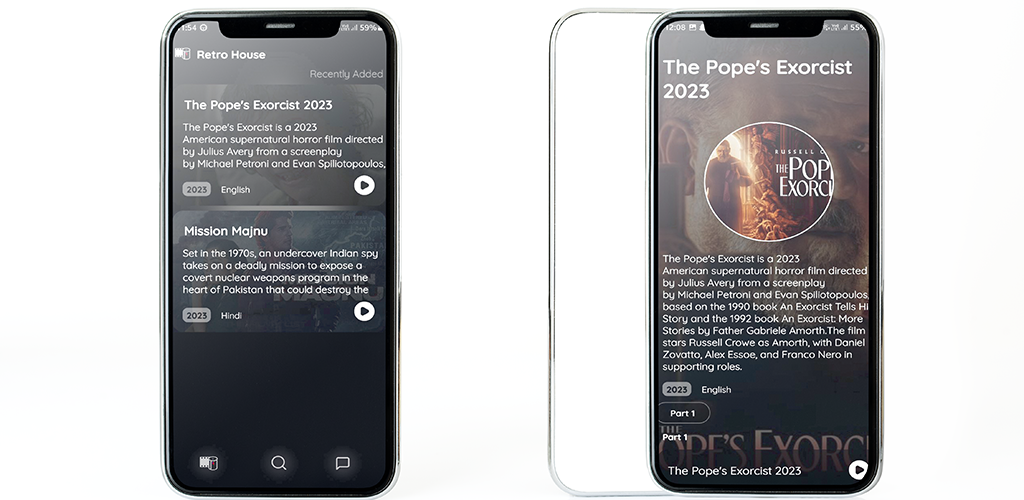 1:54 59%
Retro House
Recently Added
The Pope's Exorcist 2023
The Pope's Exorcist is a 2023
American supernatural horror film directed
by Julius Avery from a screenplay
by Michael Petroni and Evan Spiliotopoulos,
2023 English
Mission Majnu
Set in the 1970s, an undercover Indian spy
takes on a deadly mission to expose a
covert nuclear weapons program in the
heart of Pakistan that could destroy the
MAJNU
2023 Hindi
12:08 55%
The Pope's Exorcist
2023
RUSSELL C
THE POP
EXORCI
The Pope's Exorcist is a 2023
American supernatural horror film directed
by Julius Avery from a screenplay
by Michael Petroni and Evan Spiliotopoulos,
based on the 1990 book An Exorcist Tells Hi
Story and the 1992 book An Exorcist: More
Stories by Father Gabriele Amorth.The film
stars Russell Crowe as Amorth, with Daniel
Zovatto, Alex Essoe, and Franco Nero in
supporting roles.
2023 English
Part 1
THE
Part 1
OPE'S EXORC
The Pope's Exorcist 2023